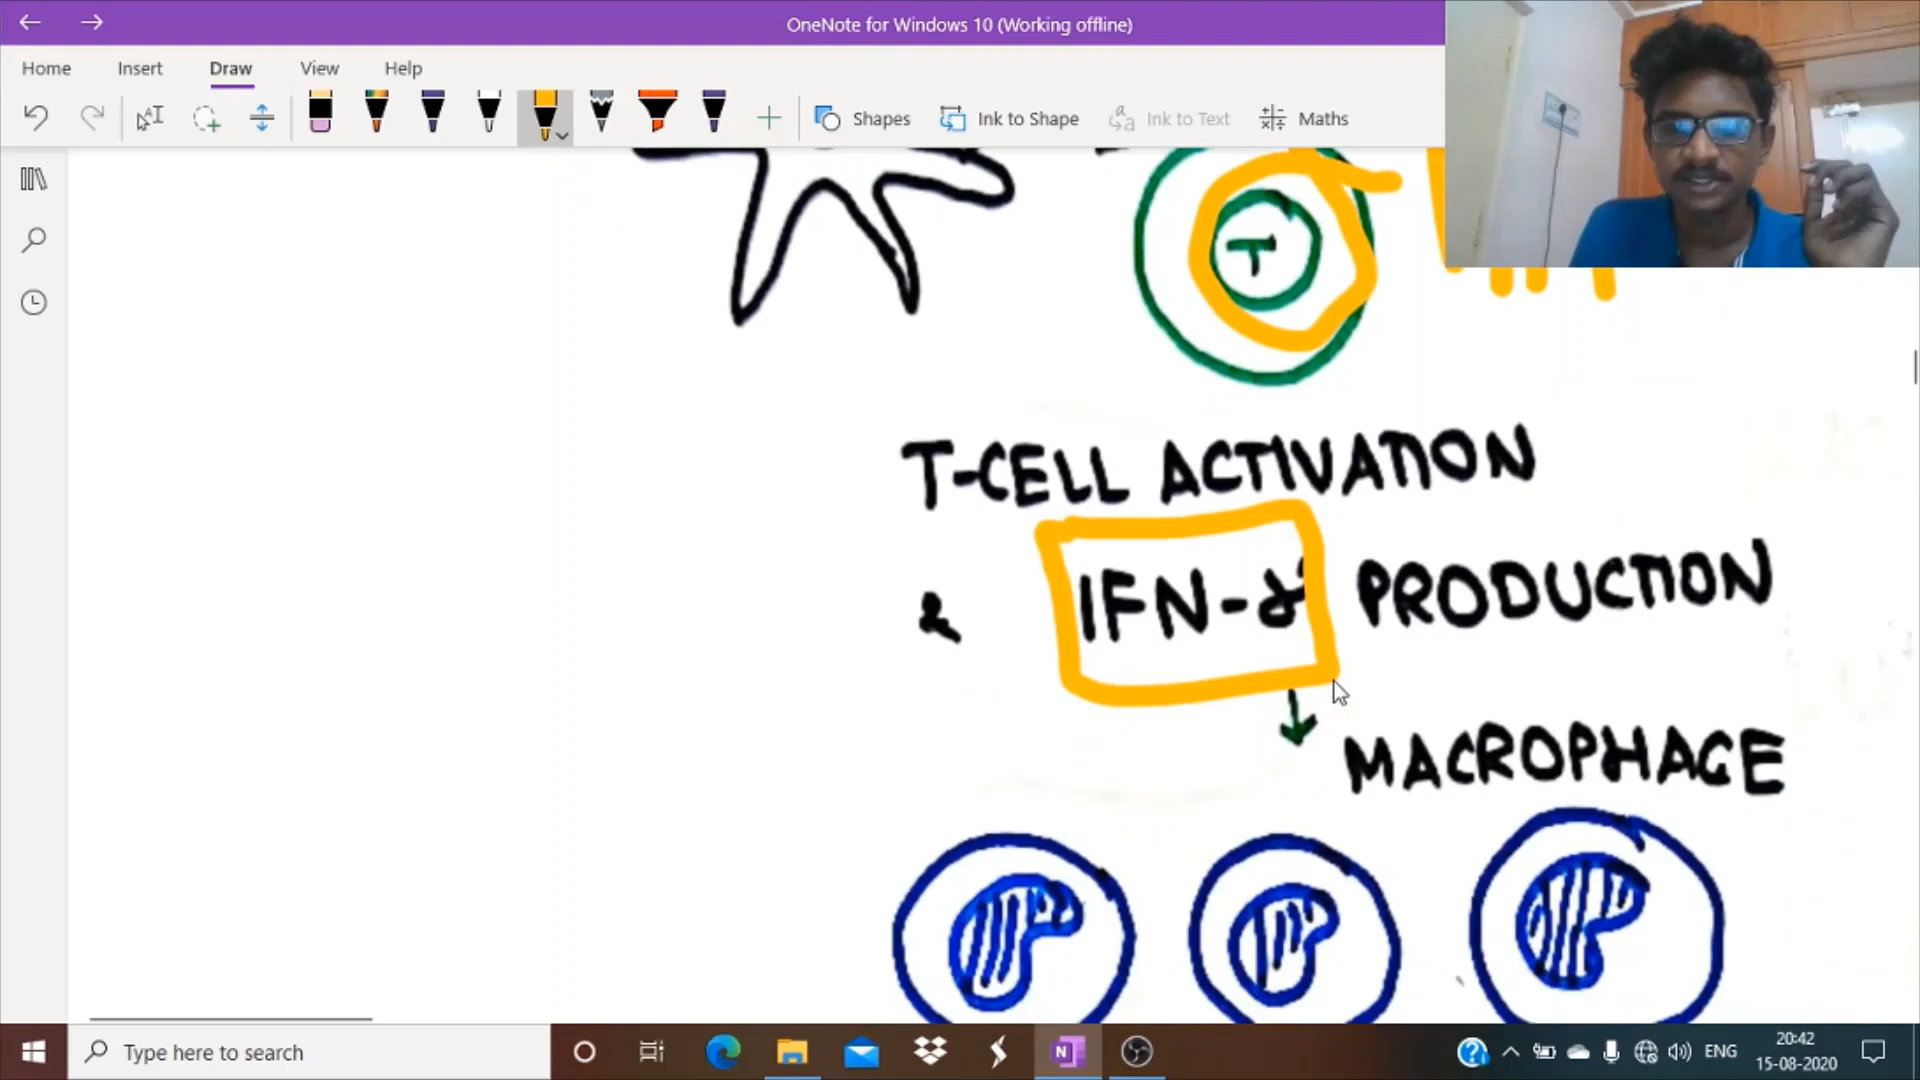 OneNote for Windows 10 (Working offline)
Home Insert Draw View Help
Shapes Ink to Shape Ink to Text Maths
T
T-CELL ACTIVATION
& IFN-γ PRODUCTION
MACROPHAGE
Type here to search
ENG
20:42
15-08-2020